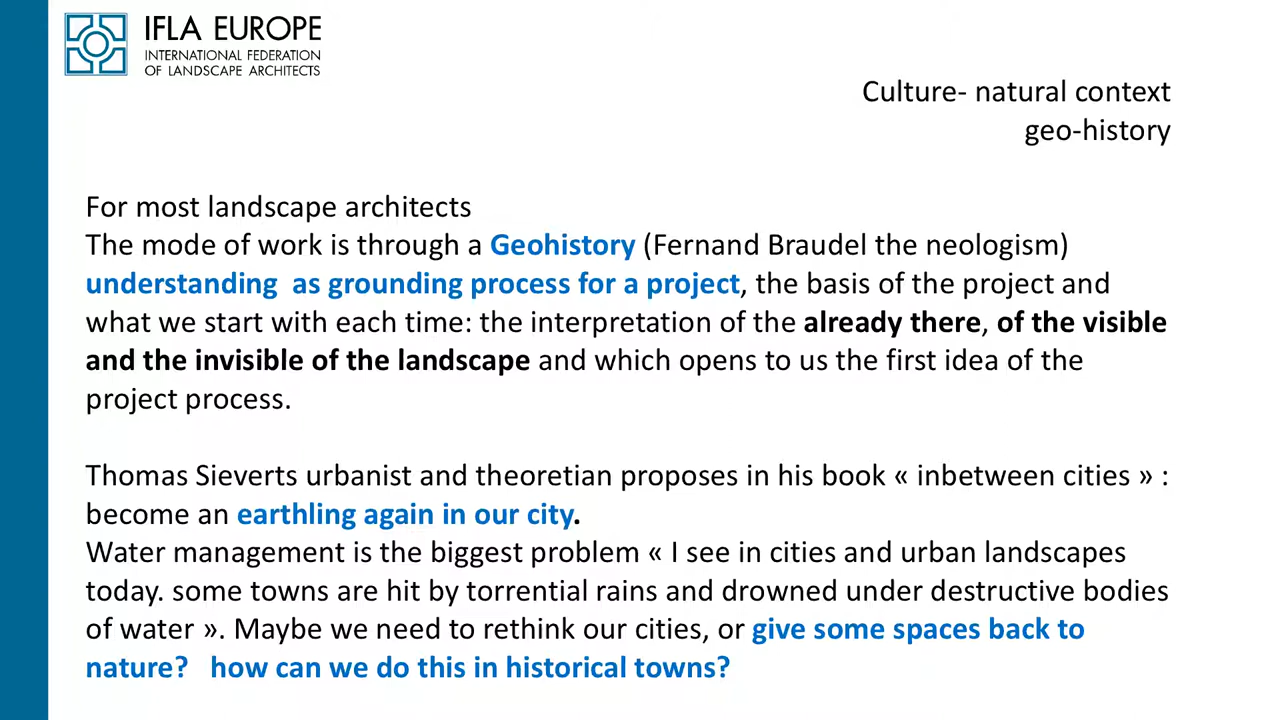 IFLA EUROPE
INTERNATIONAL FEDERATION
OF LANDSCAPE ARCHITECTS
Culture- natural context
geo-history
For most landscape architects
The mode of work is through a Geohistory (Fernand Braudel the neologism)
understanding  as grounding process for a project, the basis of the project and
what we start with each time: the interpretation of the already there, of the visible
and the invisible of the landscape and which opens to us the first idea of the
project process.
Thomas Sieverts urbanist and theoretian proposes in his book « inbetween cities » :
become an earthling again in our city.
Water management is the biggest problem « I see in cities and urban landscapes
today. some towns are hit by torrential rains and drowned under destructive bodies
of water ». Maybe we need to rethink our cities, or give some spaces back to
nature?   how can we do this in historical towns?